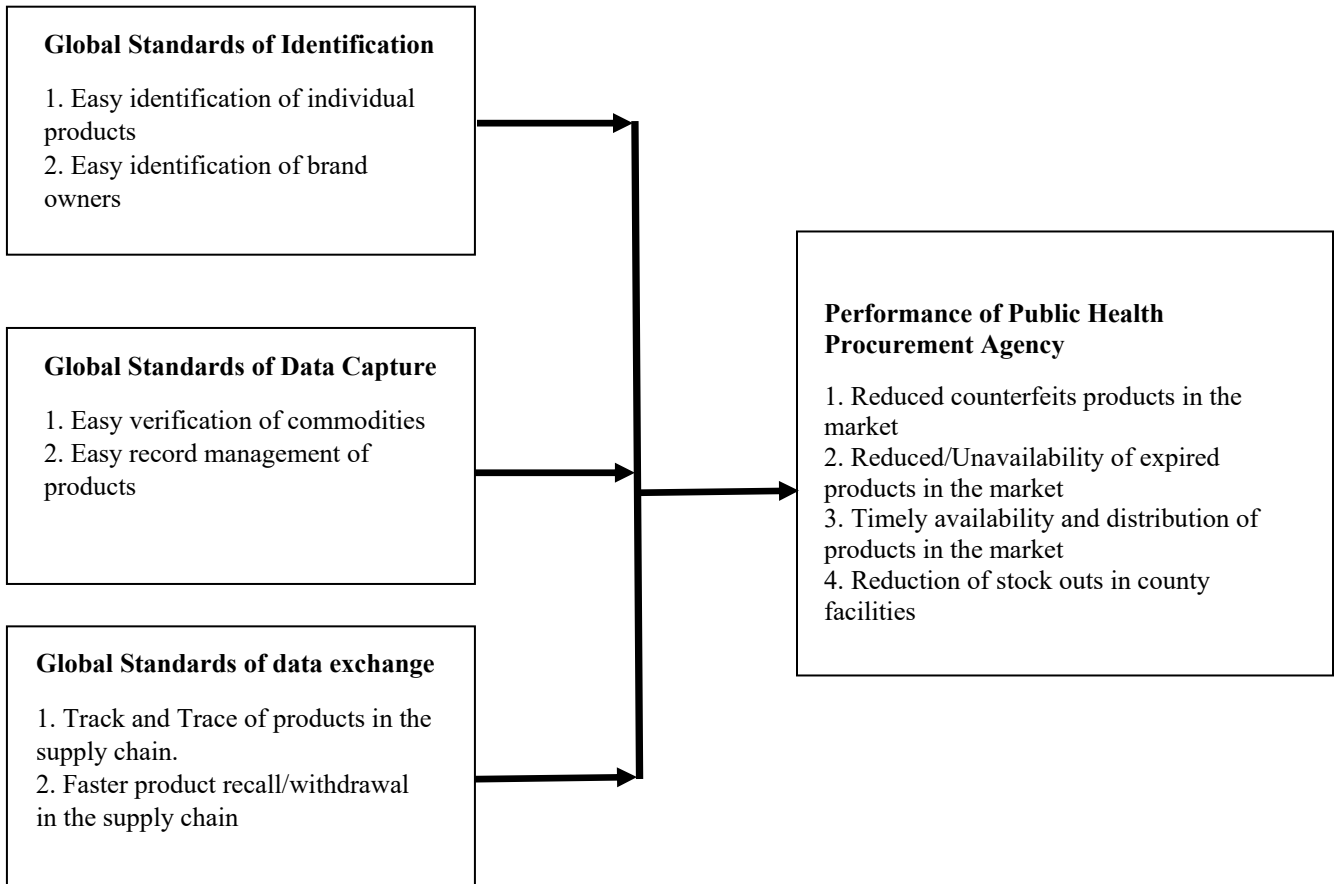 Global Standards of Identification
1. Easy identification of individual
products
2. Easy identification of brand
owners
Global Standards of Data Capture
1. Easy verification of commodities
2. Easy record management of
products
Global Standards of data exchange
1. Track and Trace of products in the
supply chain.
2. Faster product recall/withdrawal
in the supply chain
Performance of Public Health
Procurement Agency
1. Reduced counterfeits products in the
market
2. Reduced/Unavailability of expired
products in the market
3. Timely availability and distribution of
products in the market
4. Reduction of stock outs in county
facilities